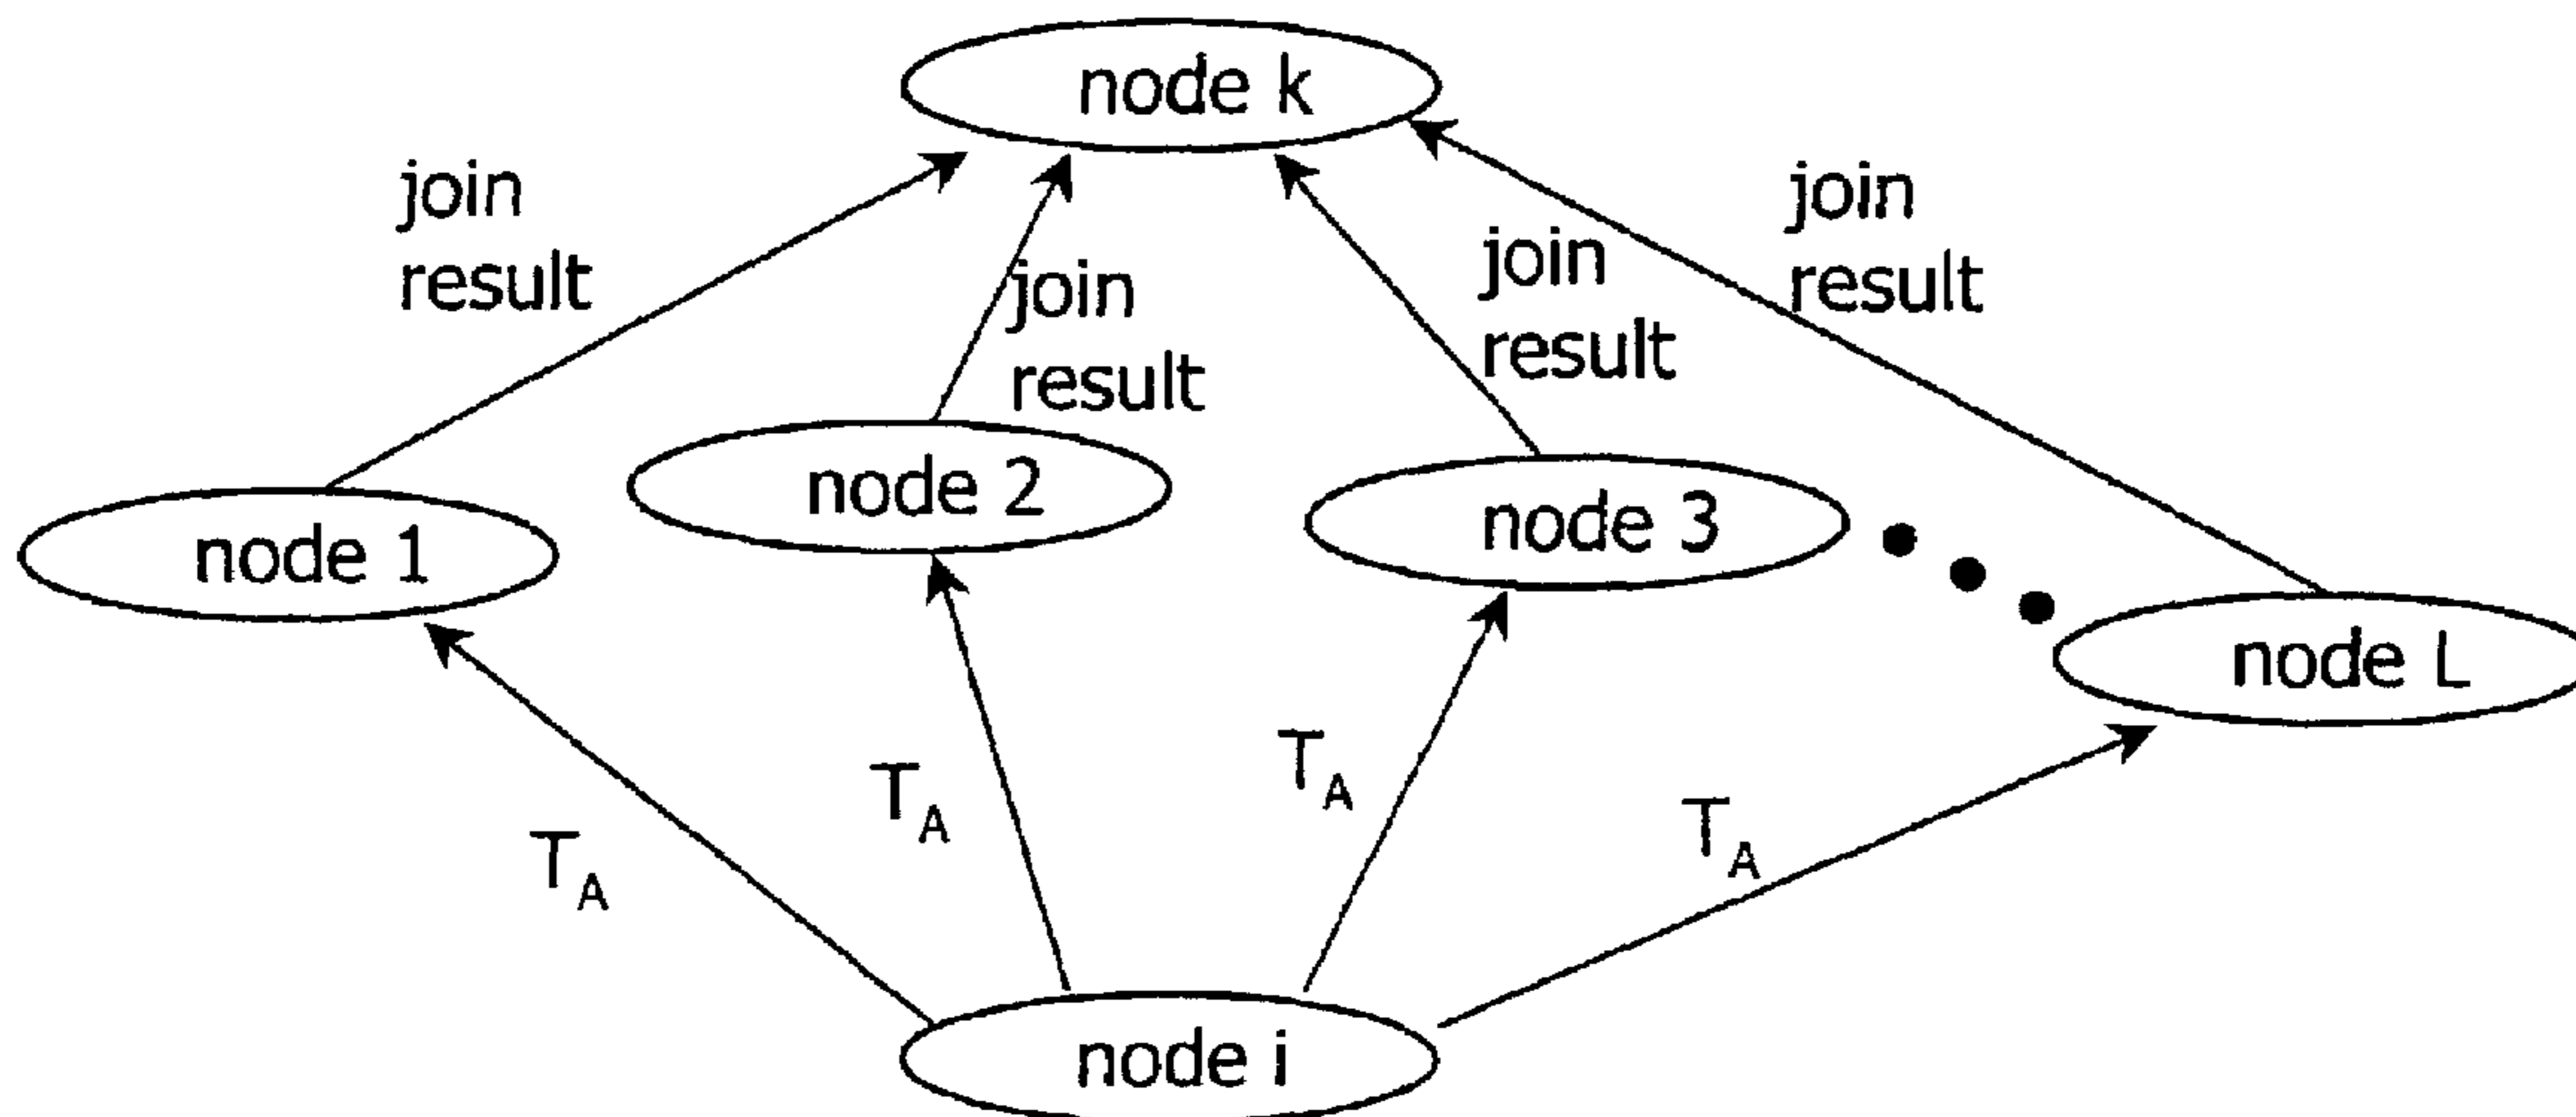 node k
join
result
join
result
join
result
join
result
node 1
node 2
node 3
node L
T_A
T_A
T_A
T_A
node i